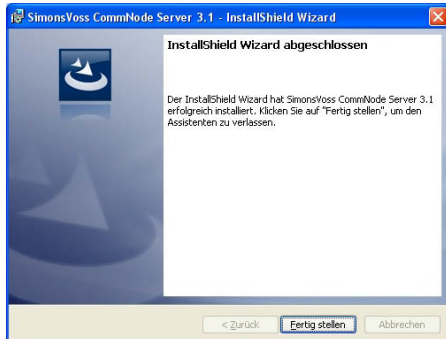 SimonsVoss CommNode Server 3.1 - InstallShield Wizard
InstallShield Wizard abgeschlossen
Der InstallShield Wizard hat SimonsVoss CommNode Server 3.1
erfolgreich installiert. Klicken Sie auf "Fertig stellen", um den
Assistenten zu verlassen.
< Zurück Fertig stellen Abbrechen